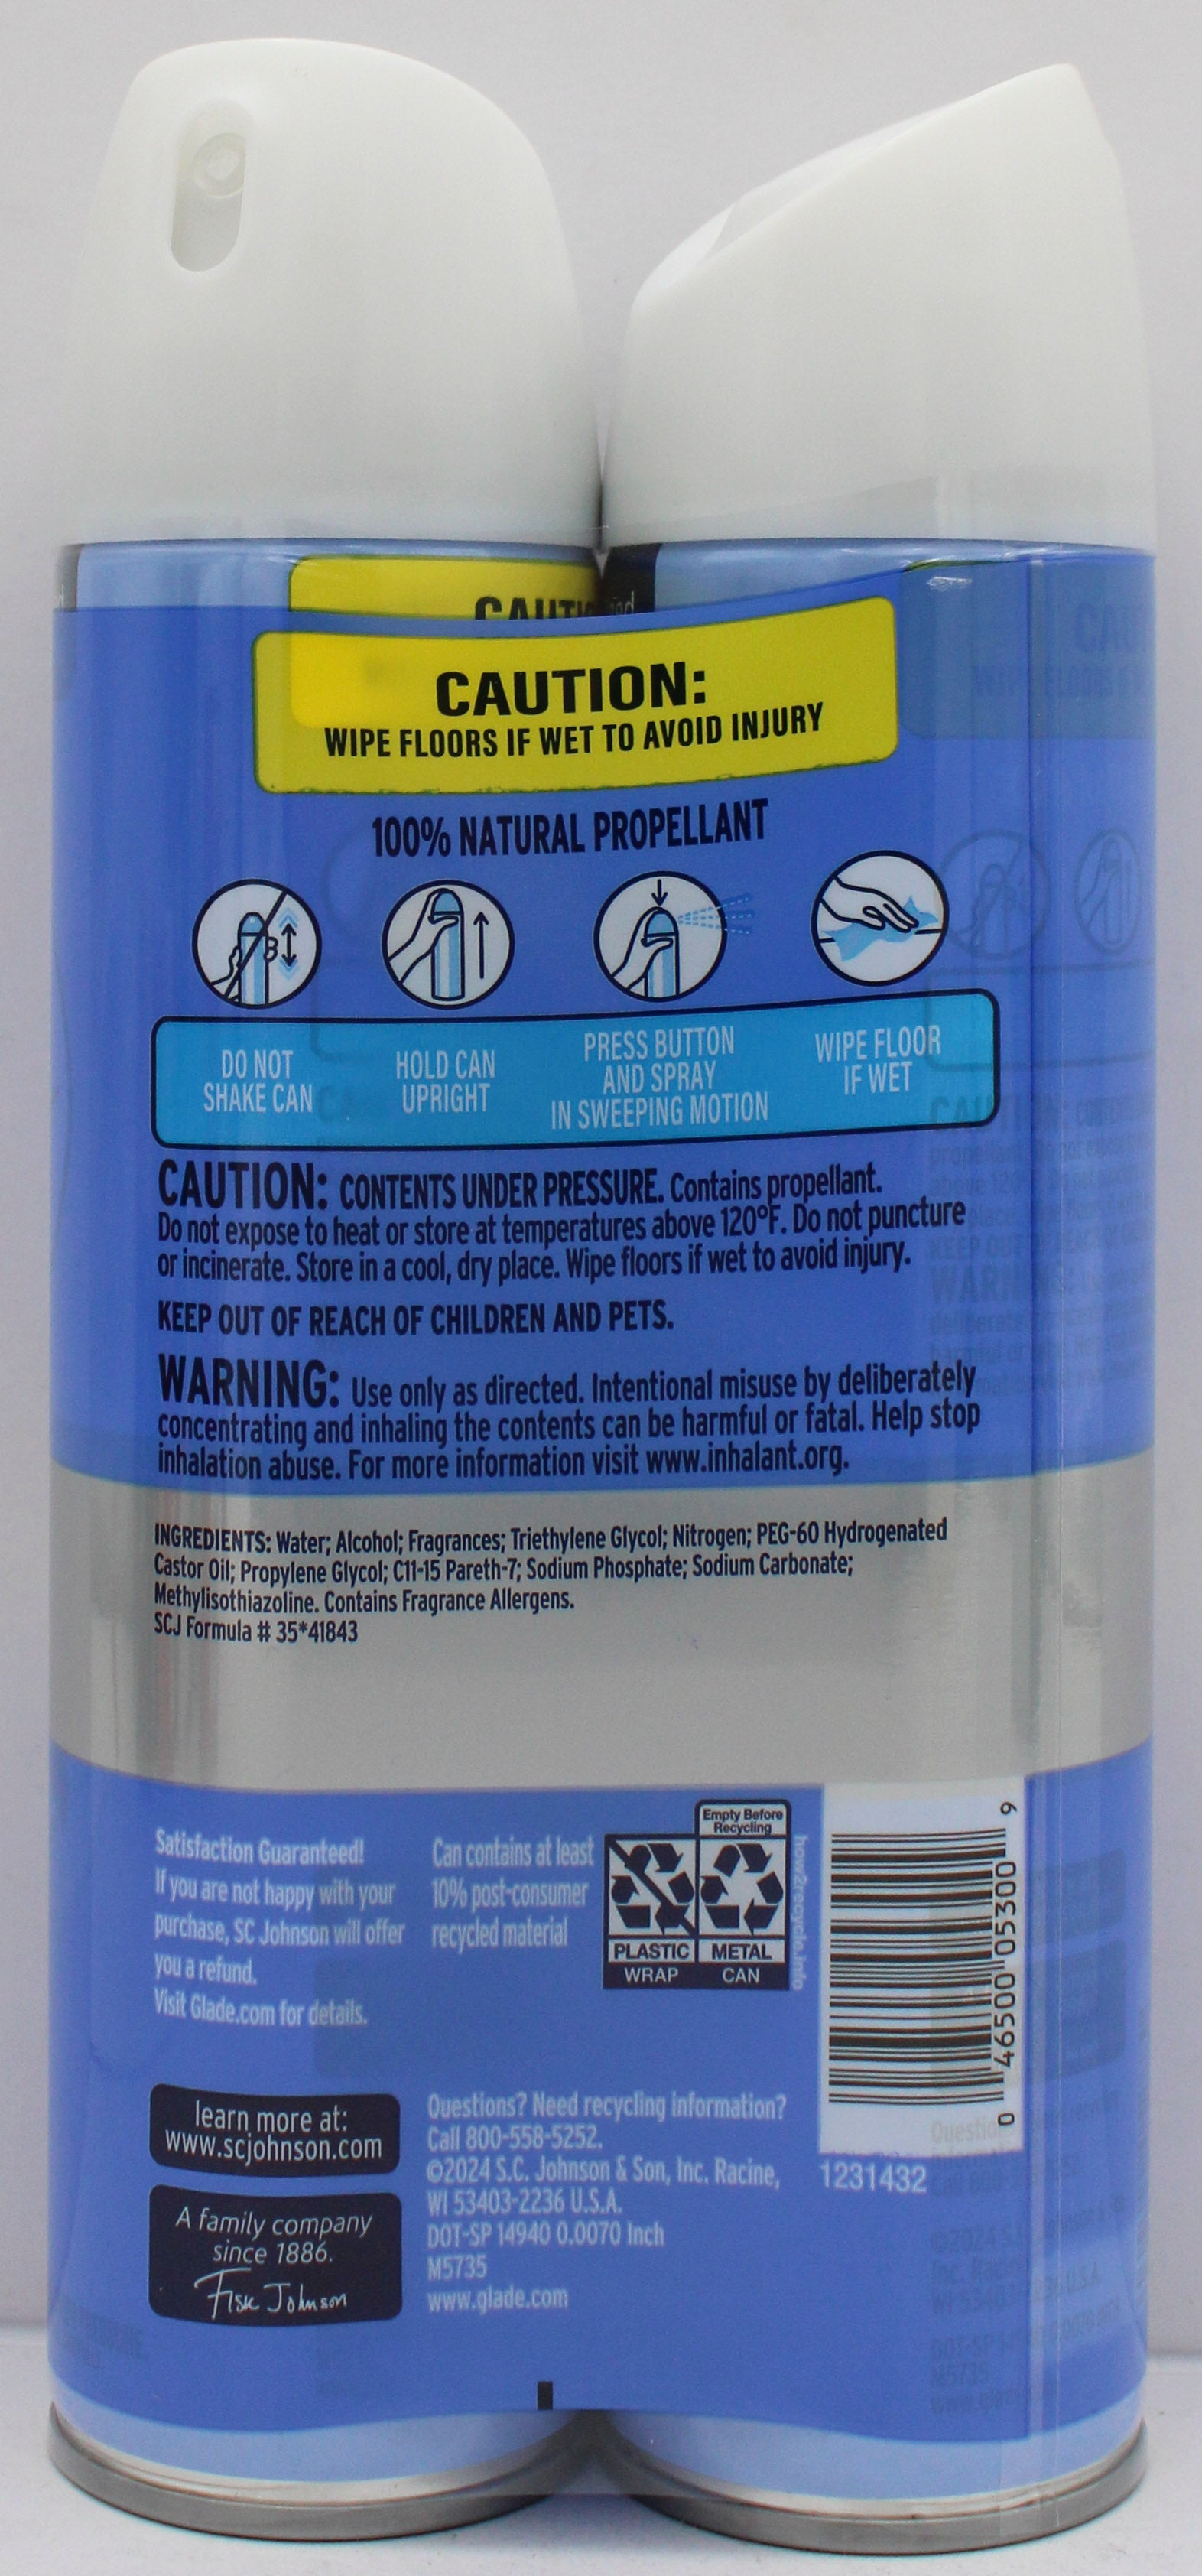 CAUTION:
WIPE FLOORS IF WET TO AVOID INJURY
100% NATURAL PROPELLANT
DO NOT
SHAKE CAN
HOLD CAN
UPRIGHT
PRESS BUTTON
AND SPRAY
IN SWEEPING MOTION
WIPE FLOOR
IF WET
CAUTION: CONTENTS UNDER PRESSURE. Contains propellant.
Do not expose to heat or store at temperatures above 120°F. Do not puncture
or incinerate. Store in a cool, dry place. Wipe floors if wet to avoid injury.
KEEP OUT OF REACH OF CHILDREN AND PETS.
WARNING: Use only as directed. Intentional misuse by deliberately
concentrating and inhaling the contents can be harmful or fatal. Help stop
inhalation abuse. For more information visit www.inhalant.org.
INGREDIENTS: Water; Alcohol; Fragrances; Triethylene Glycol; Nitrogen; PEG-60 Hydrogenated
Castor Oil; Propylene Glycol; C11-15 Pareth-7; Sodium Phosphate; Sodium Carbonate;
Methylisothiazoline. Contains Fragrance Allergens.
SCJ Formula # 35*41843
Satisfaction Guaranteed!
If you are not happy with your
purchase, SC Johnson will offer
you a refund.
Visit Glade.com for details.
Can contains at least
10% post-consumer
recycled material
Empty Before
Recycling
PLASTIC METAL
WRAP CAN
how2recycle.info
0 46500 05300 9
1231432
learn more at:
www.scjohnson.com
A family company
since 1886.
Fisk Johnson
Questions? Need recycling information?
Call 800-558-5252.
©2024 S.C. Johnson & Son, Inc. Racine,
WI 53403-2236 U.S.A.
DOT-SP 14940 0.0070 Inch
M5735
www.glade.com